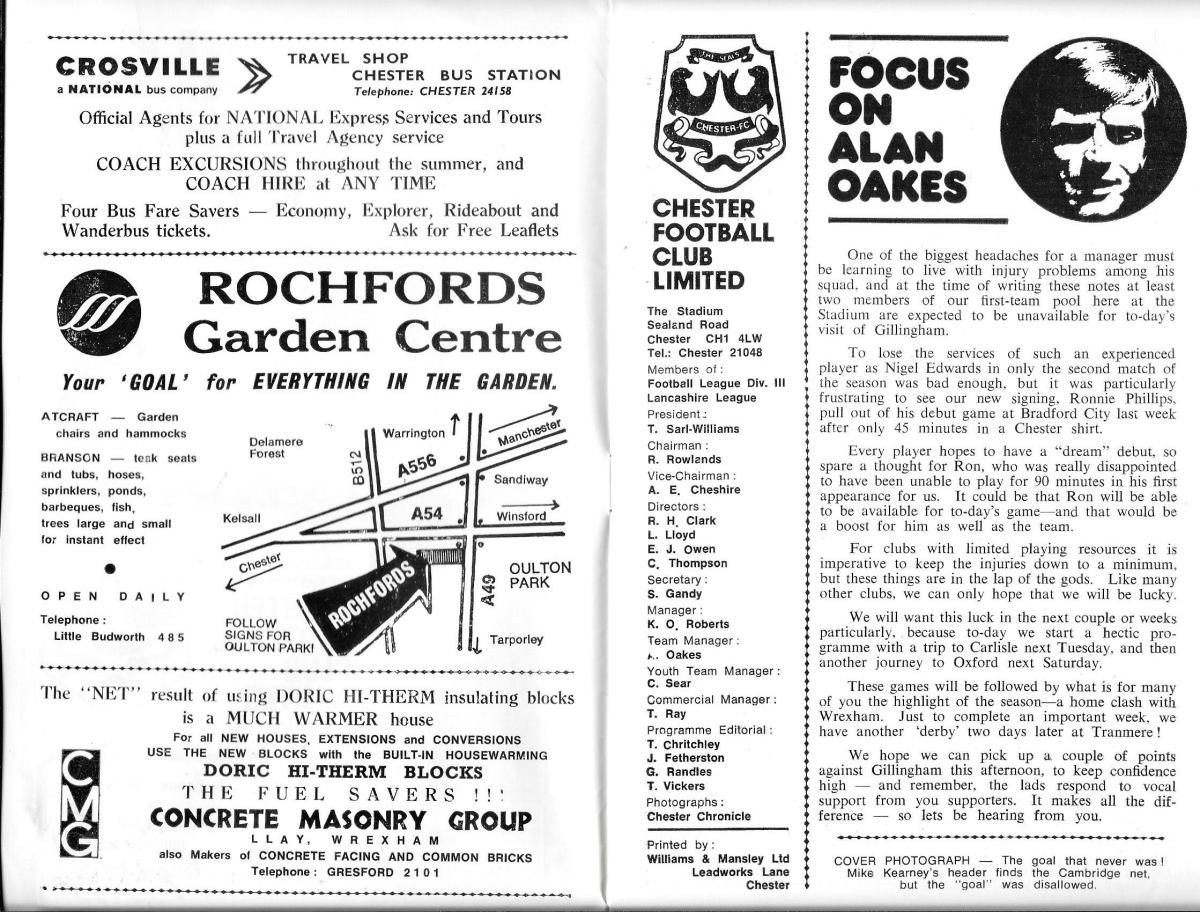 CROSVILLE
a NATIONAL bus company
TRAVEL SHOP
CHESTER BUS STATION
Telephone: CHESTER 24158
Official Agents for NATIONAL Express Services and Tours
plus a full Travel Agency service
COACH EXCURSIONS throughout the summer, and
COACH HIRE at ANY TIME
Four Bus Fare Savers — Economy, Explorer, Rideabout and
Wanderbus tickets. Ask for Free Leaflets
ROCHFORDS
Garden Centre
Your 'GOAL' for EVERYTHING IN THE GARDEN.
ATCRAFT — Garden
chairs and hammocks
BRANSON — teak seats
and tubs, hoses,
sprinklers, ponds,
barbeques, fish,
trees large and small
for instant effect
OPEN DAILY
Telephone :
Little Budworth 485
Delamere
Forest
B512
Warrington
Manchester
A556
Sandiway
A54
Winsford
Kelsall
Chester
ROCHFORDS
A49
OULTON
PARK
FOLLOW
SIGNS FOR
OULTON PARK!
Tarporley
The "NET" result of using DORIC HI-THERM insulating blocks
is a MUCH WARMER house
For all NEW HOUSES, EXTENSIONS and CONVERSIONS
USE THE NEW BLOCKS with the BUILT-IN HOUSEWARMING
DORIC HI-THERM BLOCKS
THE FUEL SAVERS !!!
CMG
CONCRETE MASONRY GROUP
LLAY, WREXHAM
also Makers of CONCRETE FACING AND COMMON BRICKS
Telephone : GRESFORD 2101
THE SEALS
CHESTER-FC
CHESTER
FOOTBALL
CLUB
LIMITED
The Stadium
Sealand Road
Chester CH1 4LW
Tel.: Chester 21048
Members of :
Football League Div. III
Lancashire League
President :
T. Sarl-Williams
Chairman :
R. Rowlands
Vice-Chairman :
A. E. Cheshire
Directors :
R. H. Clark
L. Lloyd
E. J. Owen
C. Thompson
Secretary :
S. Gandy
Manager :
K. O. Roberts
Team Manager :
A. Oakes
Youth Team Manager :
C. Sear
Commercial Manager :
T. Ray
Programme Editorial :
T. Chritchley
J. Fetherston
G. Randles
T. Vickers
Photographs :
Chester Chronicle
Printed by :
Williams & Mansley Ltd
Leadworks Lane
Chester
FOCUS
ON
ALAN
OAKES
One of the biggest headaches for a manager must
be learning to live with injury problems among his
squad, and at the time of writing these notes at least
two members of our first-team pool here at the
Stadium are expected to be unavailable for to-day's
visit of Gillingham.
To lose the services of such an experienced
player as Nigel Edwards in only the second match of
the season was bad enough, but it was particularly
frustrating to see our new signing, Ronnie Phillips,
pull out of his debut game at Bradford City last week
after only 45 minutes in a Chester shirt.
Every player hopes to have a "dream" debut, so
spare a thought for Ron, who was really disappointed
to have been unable to play for 90 minutes in his first
appearance for us. It could be that Ron will be able
to be available for to-day's game—and that would be
a boost for him as well as the team.
For clubs with limited playing resources it is
imperative to keep the injuries down to a minimum,
but these things are in the lap of the gods. Like many
other clubs, we can only hope that we will be lucky.
We will want this luck in the next couple or weeks
particularly, because to-day we start a hectic pro-
gramme with a trip to Carlisle next Tuesday, and then
another journey to Oxford next Saturday.
These games will be followed by what is for many
of you the highlight of the season—a home clash with
Wrexham. Just to complete an important week, we
have another 'derby' two days later at Tranmere !
We hope we can pick up a couple of points
against Gillingham this afternoon, to keep confidence
high — and remember, the lads respond to vocal
support from you supporters. It makes all the dif-
ference — so lets be hearing from you.
COVER PHOTOGRAPH — The goal that never was !
Mike Kearney's header finds the Cambridge net,
but the "goal" was disallowed.